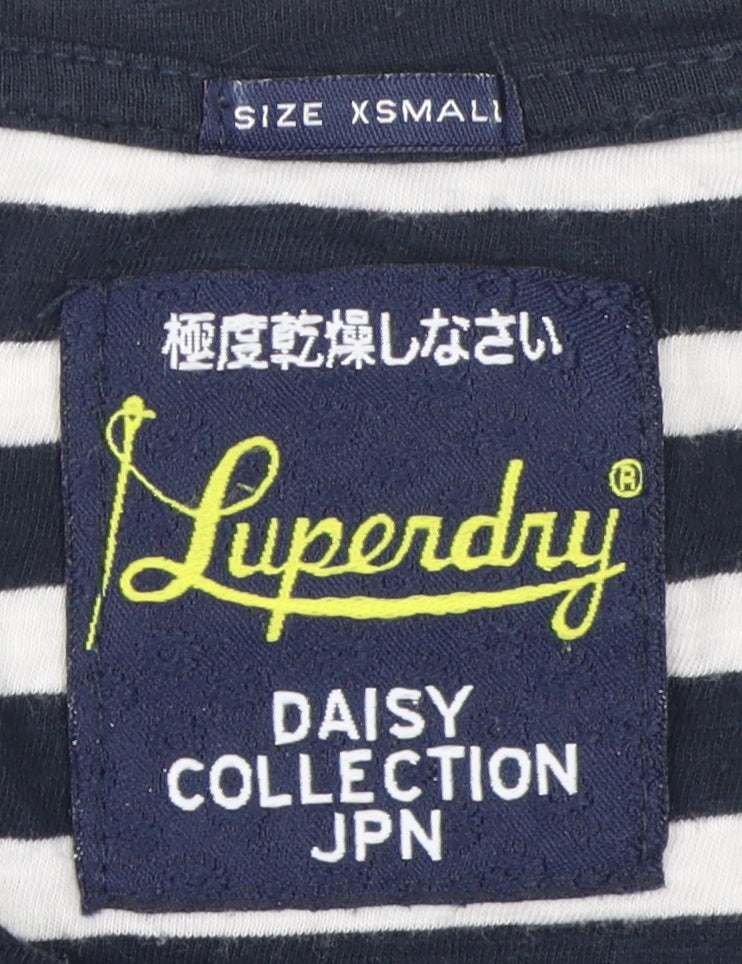 SIZE XSMALL
極度乾燥しなさい
Superdry®
DAISY
COLLECTION
JPN